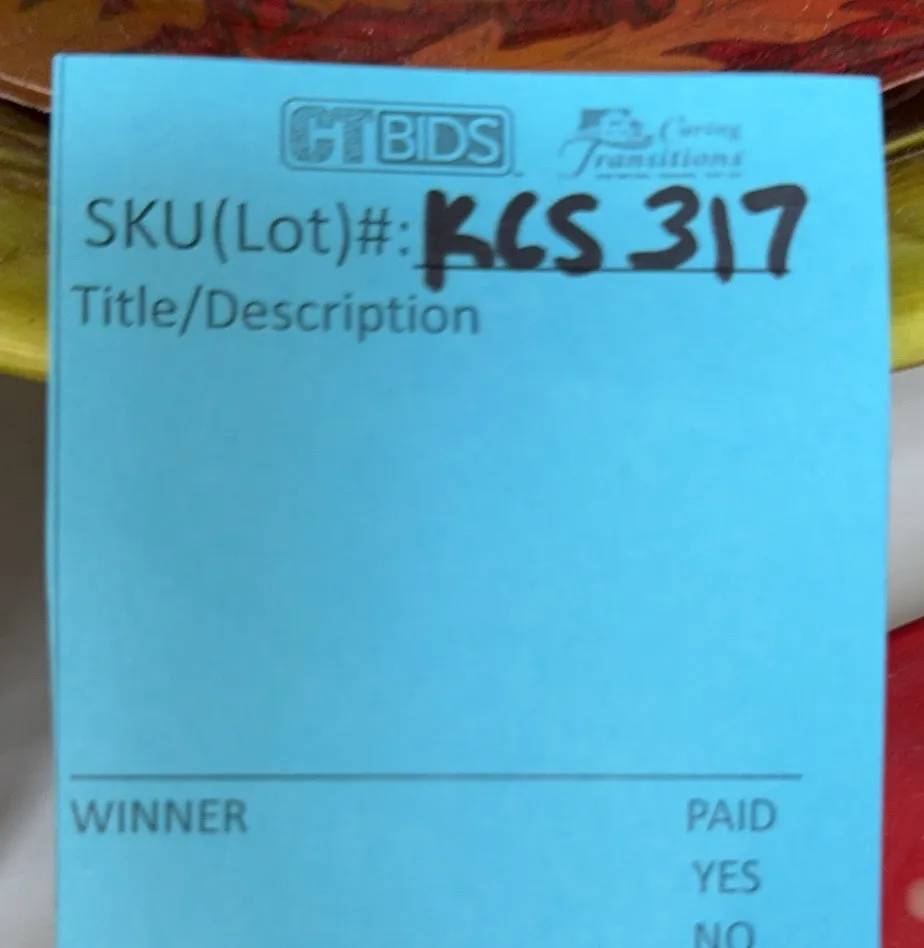 CTBIDS
Caring
Transitions
SKU(Lot)#: KCS 317
Title/Description
WINNER PAID
YES
NO